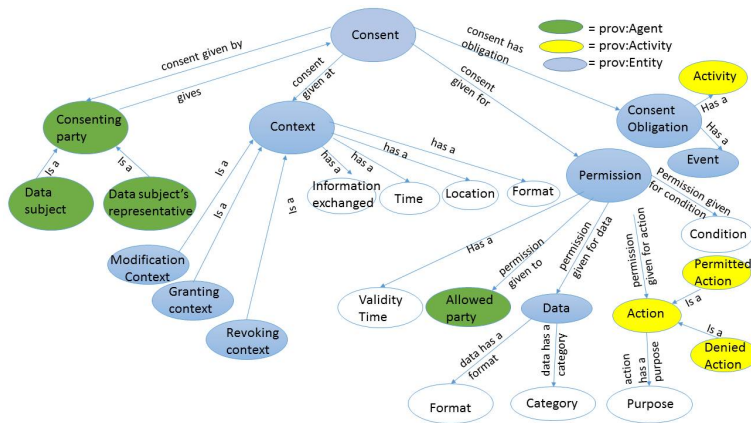 Consent
= prov:Agent
= prov:Activity
= prov:Entity
consent given by
gives
consent
given at
consent has
obligation
consent
given for
Activity
Has a
Consent
Obligation
Has a
Event
Consenting
party
Is a
Is a
Data
subject
Data subject's
representative
Context
Is a
Is a
Is a
has a
has a
has a
has a
Information
exchanged
Time
Location
Format
Modification
Context
Granting
context
Revoking
context
Permission
Permission given
for condition
Condition
Has a
permission
given to
permission
given for data
permission
given for action
Validity
Time
Allowed
party
Data
Action
Permitted
Action
Is a
Is a
Denied
Action
data has a
format
data has a
category
action
has a
purpose
Format
Category
Purpose